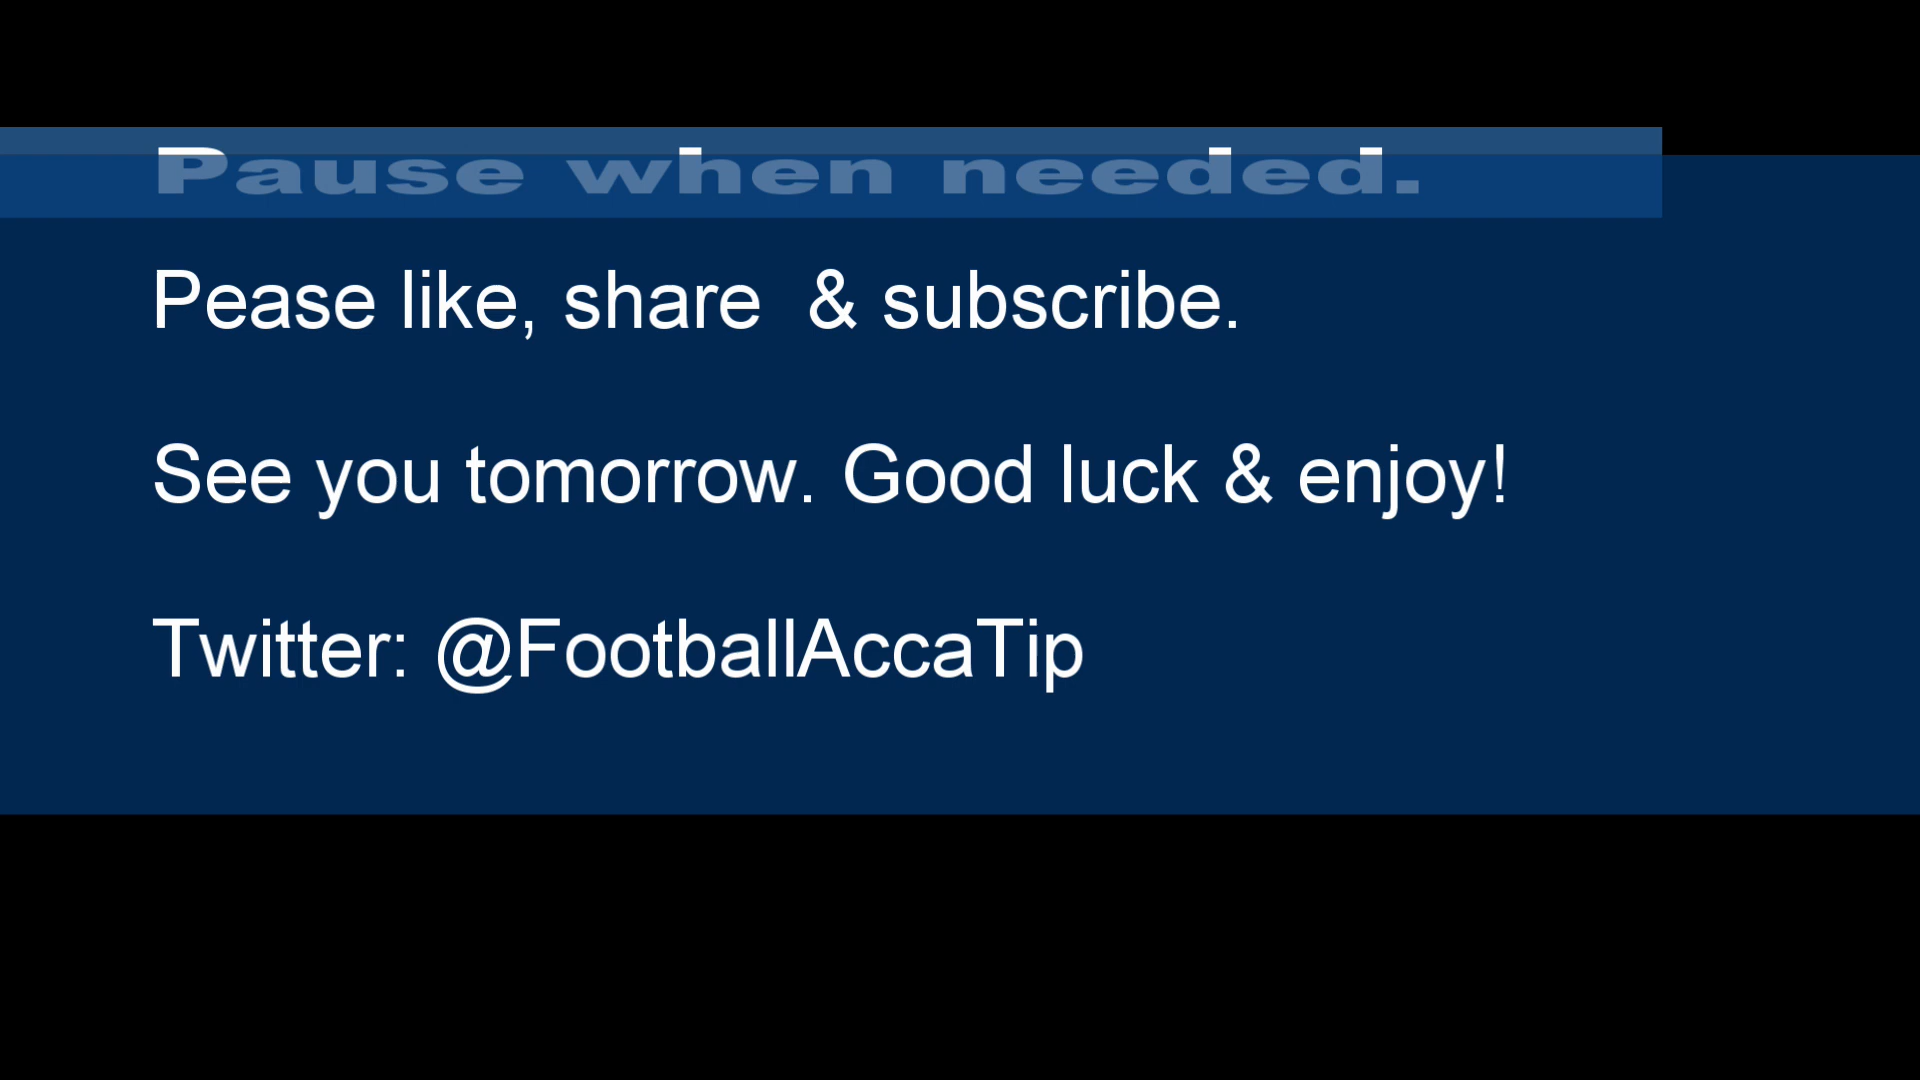 Pause when needed.
Pease like, share  & subscribe.
See you tomorrow. Good luck & enjoy!
Twitter: @FootballAccaTip